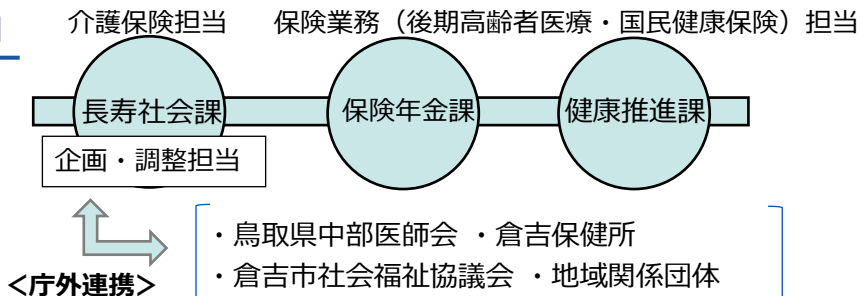 介護保険担当 保険業務（後期高齢者医療・国民健康保険）担当
長寿社会課 保険年金課 健康推進課
企画・調整担当
・鳥取県中部医師会 ・倉吉保健所
・倉吉市社会福祉協議会 ・地域関係団体
＜庁外連携＞